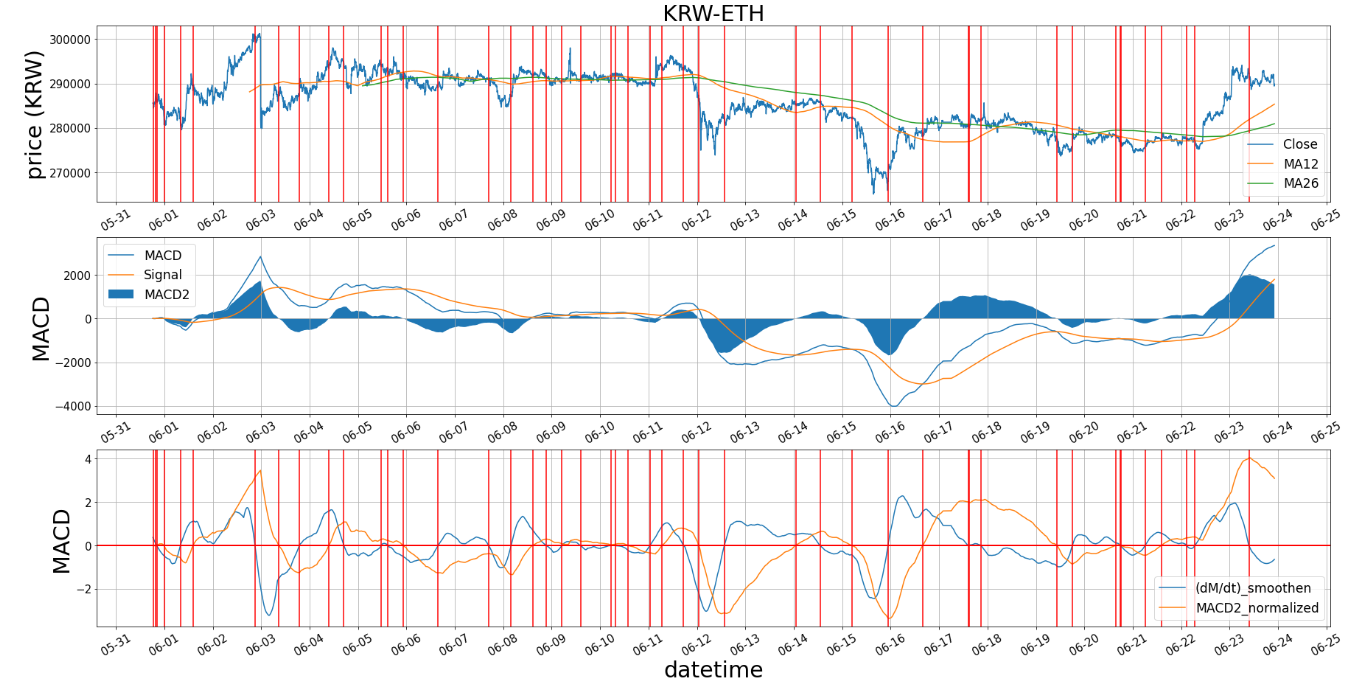 KRW-ETH
price (KRW)
300000
290000
280000
270000
Close
MA12
MA26
05-31 06-01 06-02 06-03 06-04 06-05 06-06 06-07 06-08 06-09 06-10 06-11 06-12 06-13 06-14 06-15 06-16 06-17 06-18 06-19 06-20 06-21 06-22 06-23 06-24 06-25
MACD
2000
0
−2000
−4000
MACD
Signal
MACD2
05-31 06-01 06-02 06-03 06-04 06-05 06-06 06-07 06-08 06-09 06-10 06-11 06-12 06-13 06-14 06-15 06-16 06-17 06-18 06-19 06-20 06-21 06-22 06-23 06-24 06-25
MACD
4
2
0
−2
(dM/dt)_smoothen
MACD2_normalized
05-31 06-01 06-02 06-03 06-04 06-05 06-06 06-07 06-08 06-09 06-10 06-11 06-12 06-13 06-14 06-15 06-16 06-17 06-18 06-19 06-20 06-21 06-22 06-23 06-24 06-25
datetime